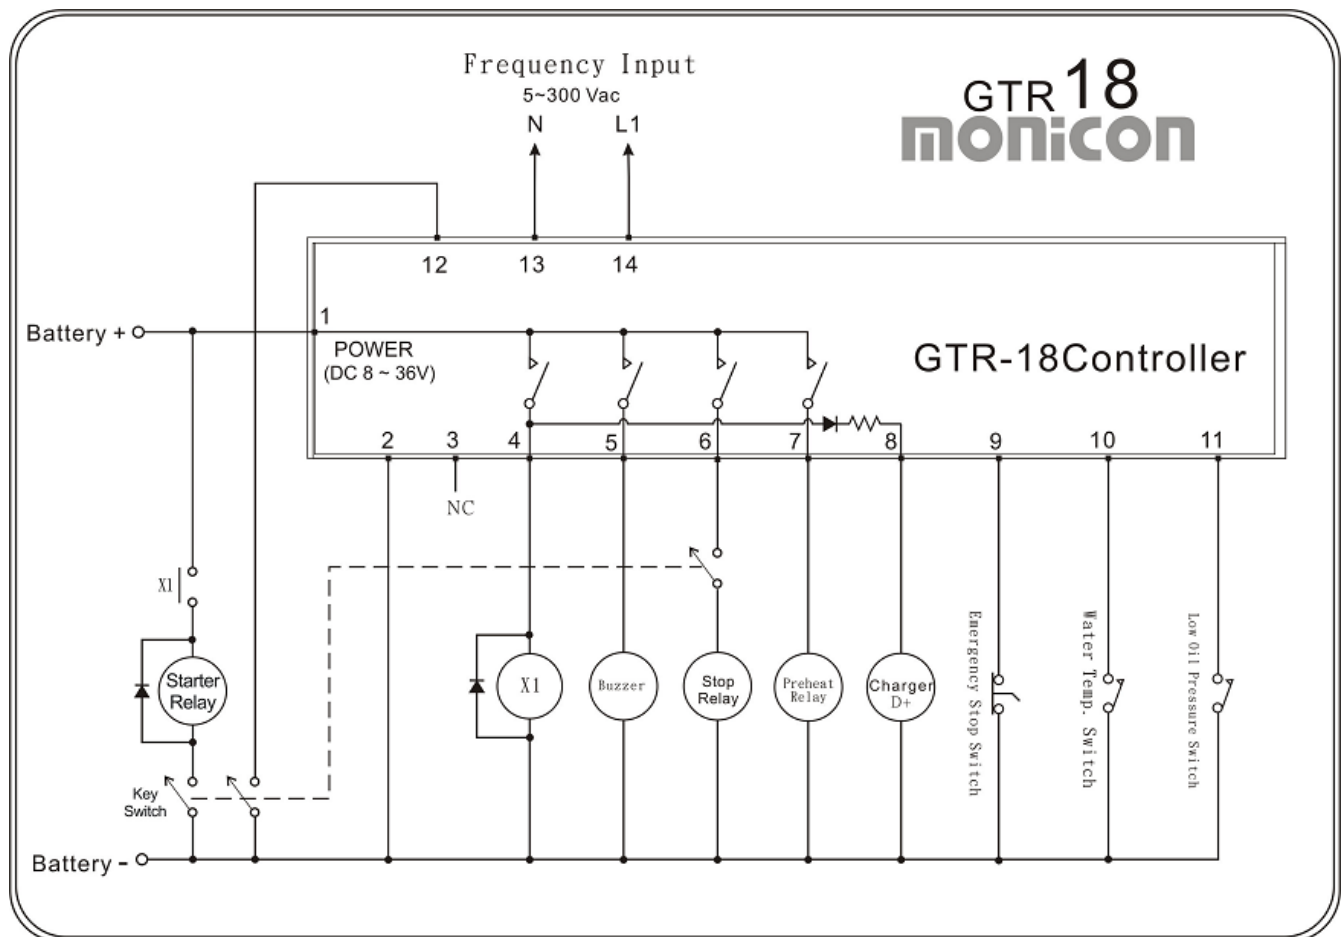 Frequency Input
5~300 Vac
N L1
GTR 18
monicon
12 13 14
Battery +
1
POWER
(DC 8 ~ 36V)
GTR-18Controller
2 3 4 5 6 7 8 9 10 11
NC
X1
Starter
Relay
X1
Buzzer
Stop
Relay
Preheat
Relay
Charger
D+
Emergency Stop Switch
Water Temp. Switch
Low Oil Pressure Switch
Key
Switch
Battery -